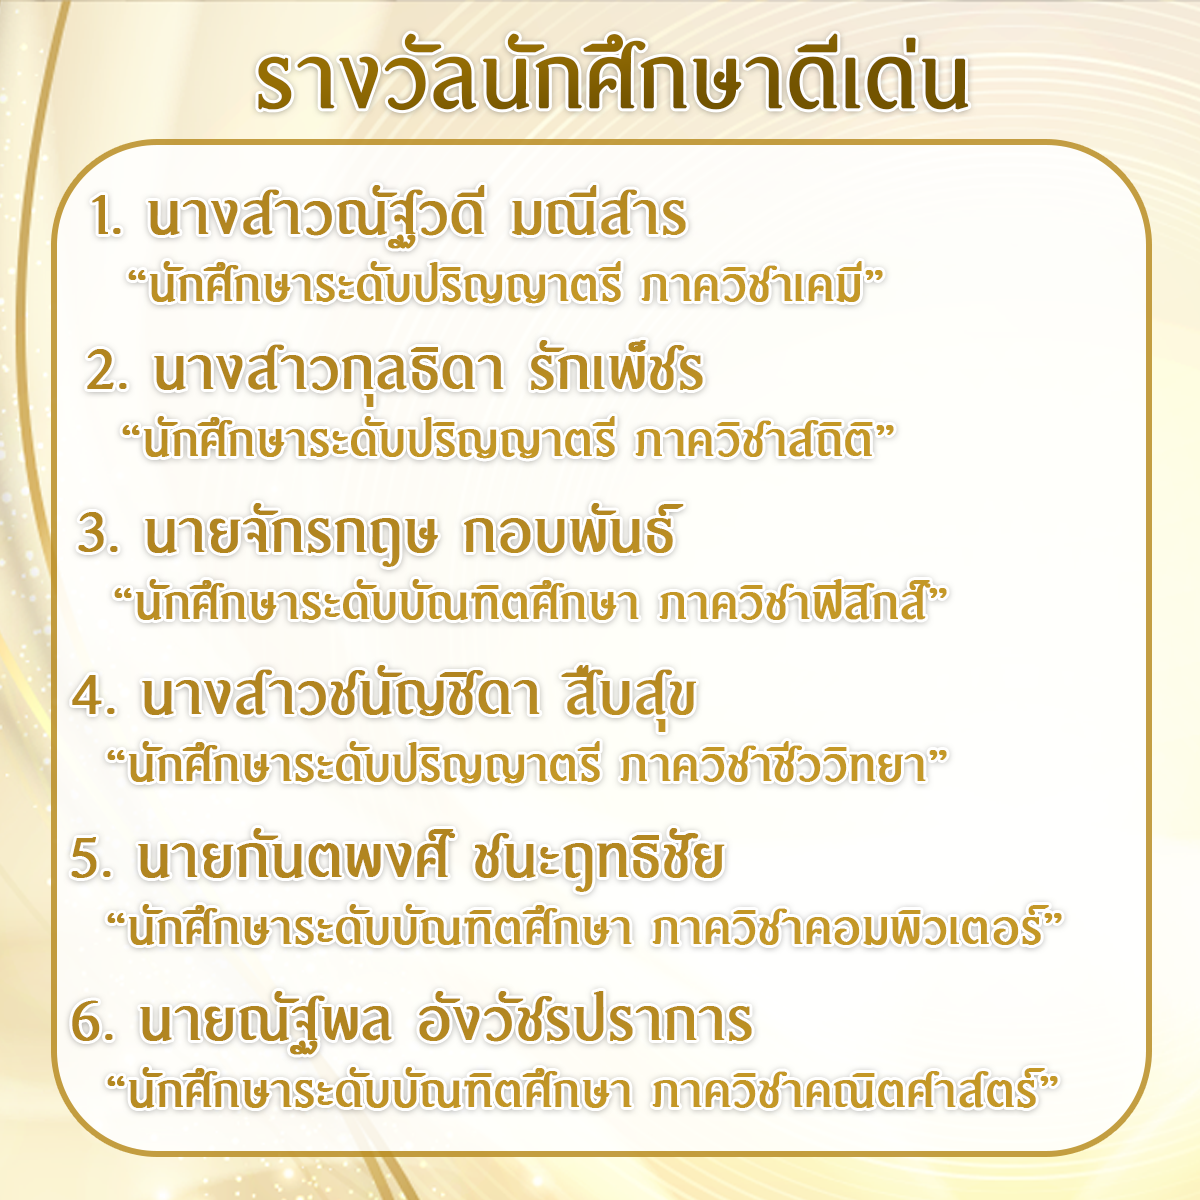 รางวัลนักศึกษาดีเด่น
1. นางสาวณัฐวดี มณีสาร
“นักศึกษาระดับปริญญาตรี ภาควิชาเคมี”
2. นางสาวกุลธิดา รักเพ็ชร
“นักศึกษาระดับปริญญาตรี ภาควิชาสถิติ”
3. นายจักรกฤษ กอบพันธ์
“นักศึกษาระดับบัณฑิตศึกษา ภาควิชาฟิสิกส์”
4. นางสาวชนัญชิดา สืบสุข
“นักศึกษาระดับปริญญาตรี ภาควิชาชีววิทยา”
5. นายกันตพงศ์ ชนะฤทธิชัย
“นักศึกษาระดับบัณฑิตศึกษา ภาควิชาคอมพิวเตอร์”
6. นายณัฐพล อังวัชรปราการ
“นักศึกษาระดับบัณฑิตศึกษา ภาควิชาคณิตศาสตร์”